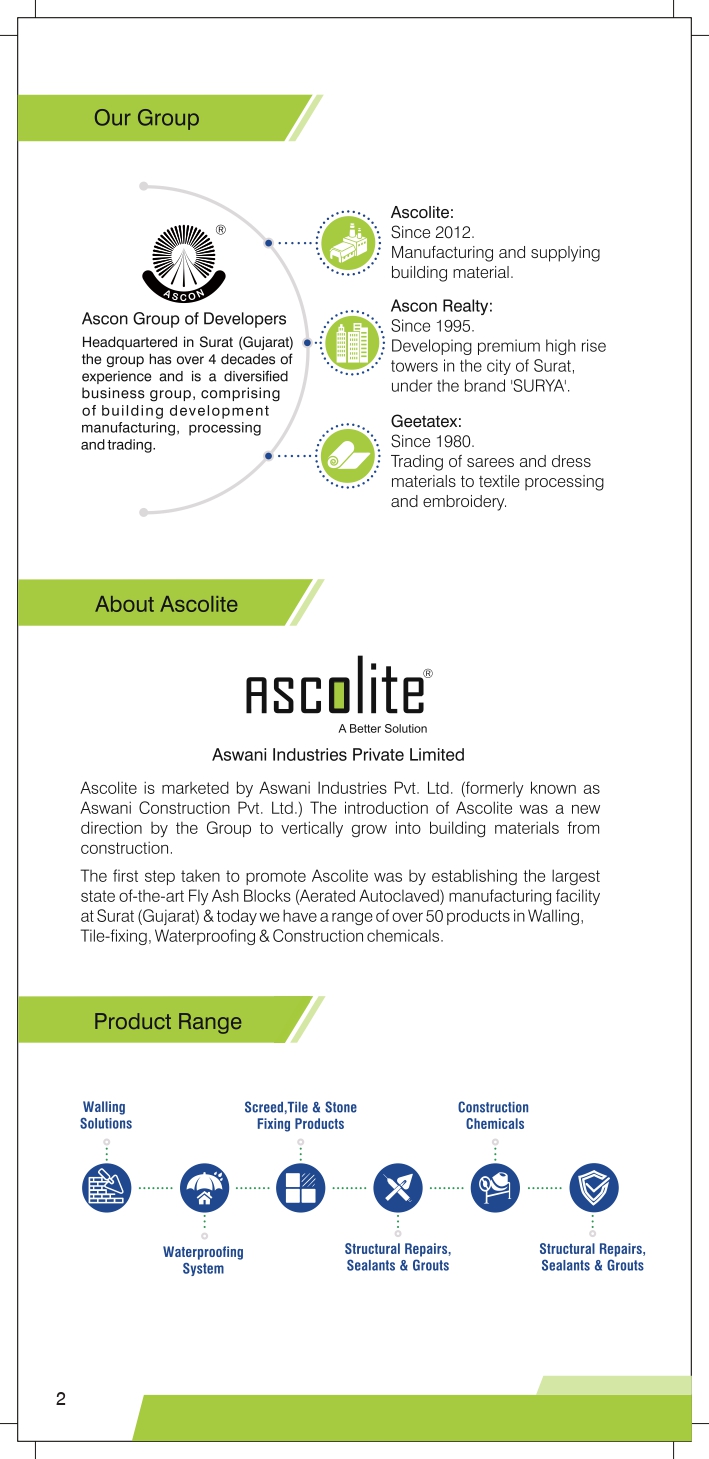 Our Group
ASCON
®
Ascon Group of Developers
Headquartered in Surat (Gujarat)
the group has over 4 decades of
experience and is a diversified
business group, comprising
of building development
manufacturing, processing
and trading.
Ascolite:
Since 2012.
Manufacturing and supplying
building material.
Ascon Realty:
Since 1995.
Developing premium high rise
towers in the city of Surat,
under the brand 'SURYA'.
Geetatex:
Since 1980.
Trading of sarees and dress
materials to textile processing
and embroidery.
About Ascolite
Ascolite®
A Better Solution
Aswani Industries Private Limited
Ascolite is marketed by Aswani Industries Pvt. Ltd. (formerly known as
Aswani Construction Pvt. Ltd.) The introduction of Ascolite was a new
direction by the Group to vertically grow into building materials from
construction.
The first step taken to promote Ascolite was by establishing the largest
state of-the-art Fly Ash Blocks (Aerated Autoclaved) manufacturing facility
at Surat (Gujarat) & today we have a range of over 50 products in Walling,
Tile-fixing, Waterproofing & Construction chemicals.
Product Range
Walling
Solutions
Waterproofing
System
Screed,Tile & Stone
Fixing Products
Structural Repairs,
Sealants & Grouts
Construction
Chemicals
Structural Repairs,
Sealants & Grouts
2